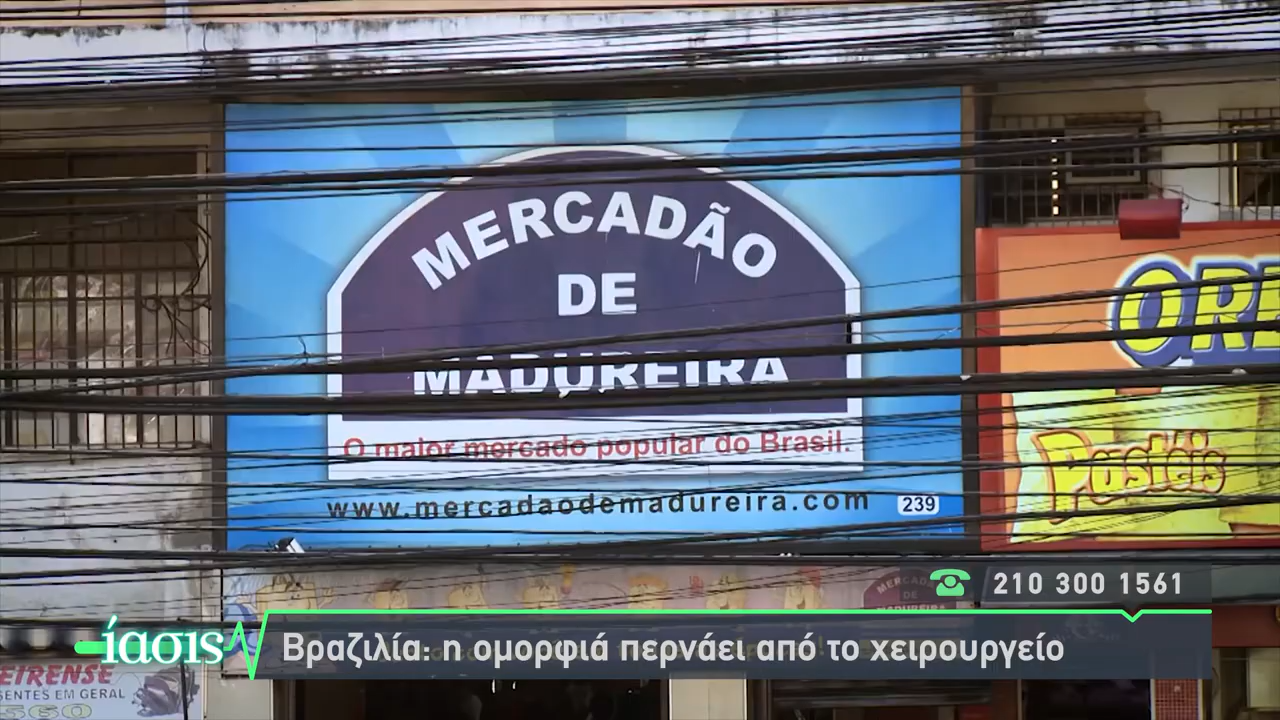 MERCADÃO
DE
MADUREIRA
O maior mercado popular do Brasil.
www.mercadaodemadureira.com
239
Pastéis
210 300 1561
ίασις
Βραζιλία: η ομορφιά περνάει από το χειρουργείο
EIRENSE
SENTES EM GERAL
560